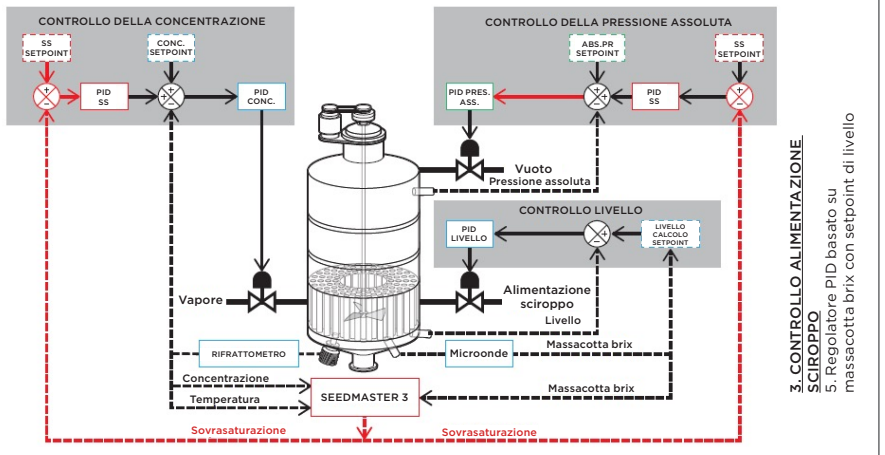 CONTROLLO DELLA CONCENTRAZIONE
SS
SETPOINT
CONC.
SETPOINT
PID
SS
PID
CONC.
CONTROLLO DELLA PRESSIONE ASSOLUTA
ABS.PR
SETPOINT
SS
SETPOINT
PID PRES.
ASS.
PID
SS
Vuoto
Pressione assoluta
CONTROLLO LIVELLO
PID
LIVELLO
LIVELLO
CALCOLO
SETPOINT
Vapore
Alimentazione
sciroppo
Livello
RIFRATTOMETRO
Microonde
Massacotta brix
Concentrazione
Temperatura
SEEDMASTER 3
Massacotta brix
Sovrasaturazione
Sovrasaturazione
3. CONTROLLO ALIMENTAZIONE
SCIROPPO
5. Regollatore PID basato su
massacotta brix con setpoint di livello